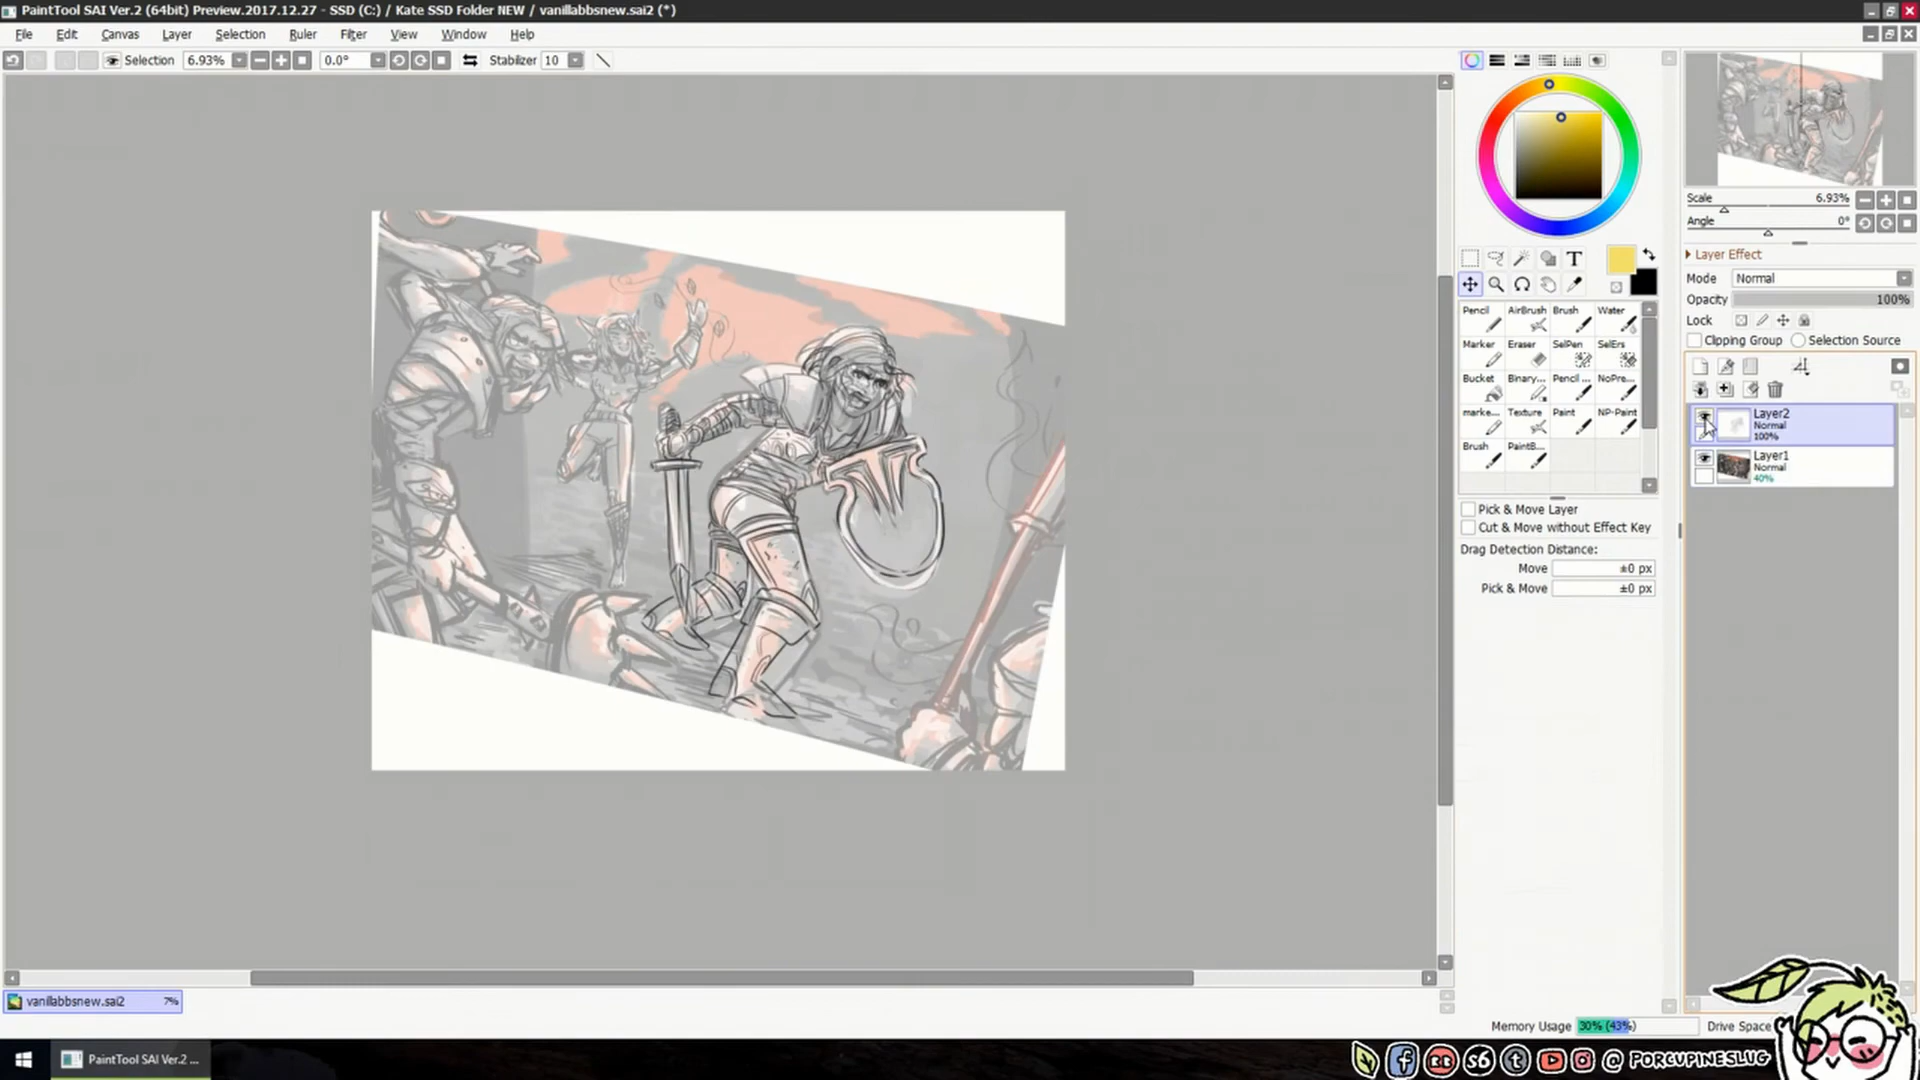 PaintTool SAI Ver.2 (64bit) Preview.2017.12.27 - SSD (C:) / Kate SSD Folder NEW / vanillabbsnew.sai2 (*)
File Edit Canvas Layer Selection Ruler Filter View Window Help
Selection 6.93% 0.0° Stabilizer 10
Scale 6.93%
Angle 0°
Layer Effect
Mode Normal
Opacity 100%
Lock
Clipping Group Selection Source
T
Pencil AirBrush Brush Water
Marker Eraser SelPen SelErs
Bucket Binary... Pencil ... NoPre...
marke... Texture Paint NP-Paint
Brush PaintB...
Pick & Move Layer
Cut & Move without Effect Key
Drag Detection Distance:
Move ±0 px
Pick & Move ±0 px
Layer2
Normal
100%
Layer1
Normal
40%
vanillabbsnew.sai2 7%
Memory Usage 30% (43%) Drive Space
PaintTool SAI Ver.2 ...
@ PORCUPINESLUG